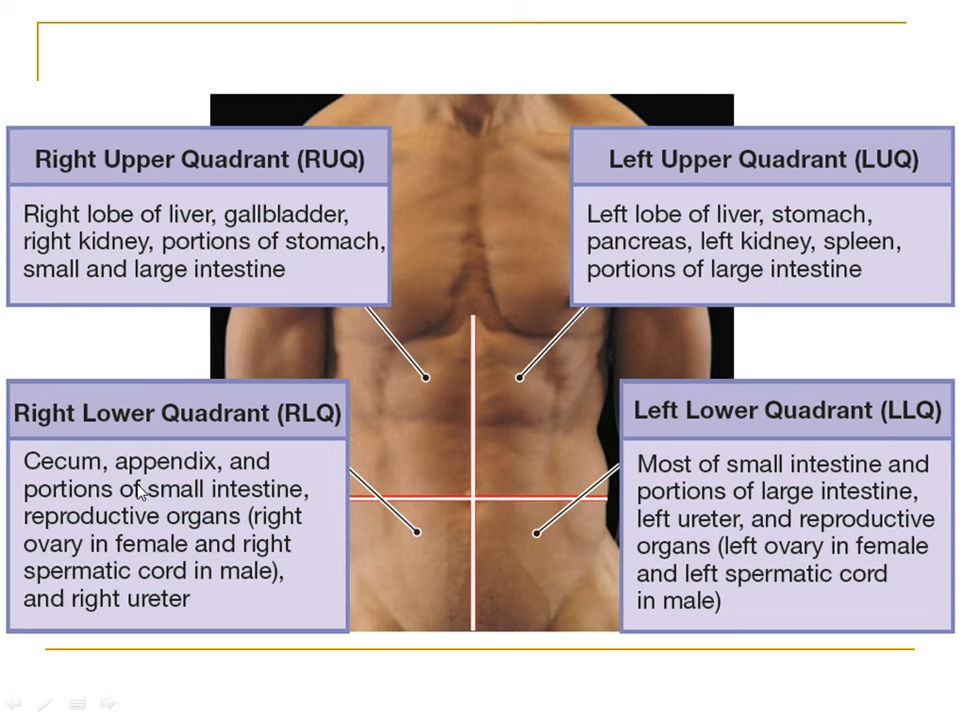 Right Upper Quadrant (RUQ)
Right lobe of liver, gallbladder,
right kidney, portions of stomach,
small and large intestine
Left Upper Quadrant (LUQ)
Left lobe of liver, stomach,
pancreas, left kidney, spleen,
portions of large intestine
Right Lower Quadrant (RLQ)
Cecum, appendix, and
portions of small intestine,
reproductive organs (right
ovary in female and right
spermatic cord in male),
and right ureter
Left Lower Quadrant (LLQ)
Most of small intestine and
portions of large intestine,
left ureter, and reproductive
organs (left ovary in female
and left spermatic cord
in male)